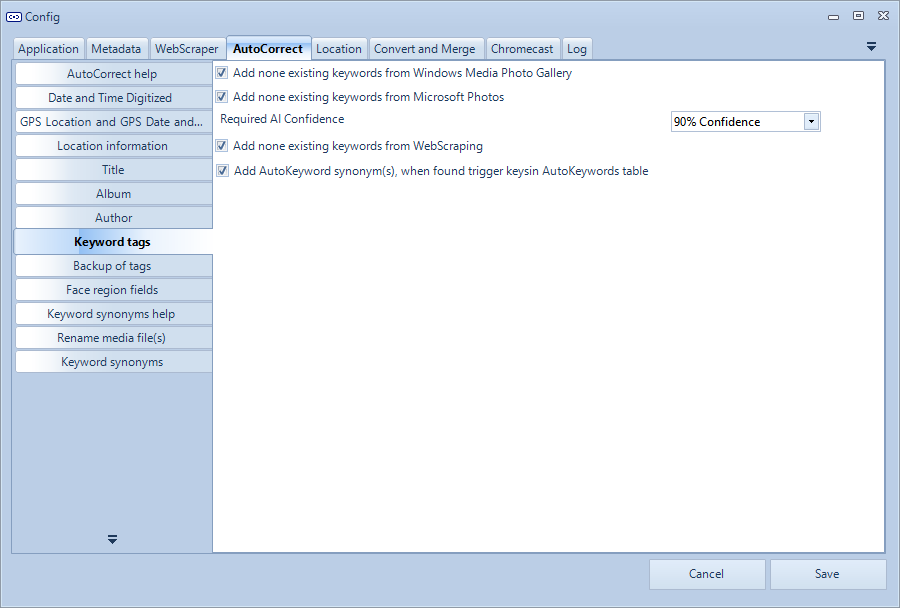 Config
Application Metadata WebScraper AutoCorrect Location Convert and Merge Chromecast Log
AutoCorrect help
Date and Time Digitized
GPS Location and GPS Date and...
Location information
Title
Album
Author
Keyword tags
Backup of tags
Face region fields
Keyword synonyms help
Rename media file(s)
Keyword synonyms
Add none existing keywords from Windows Media Photo Gallery
Add none existing keywords from Microsoft Photos
Required AI Confidence 90% Confidence
Add none existing keywords from WebScraping
Add AutoKeyword synonym(s), when found trigger keysin AutoKeywords table
Cancel Save